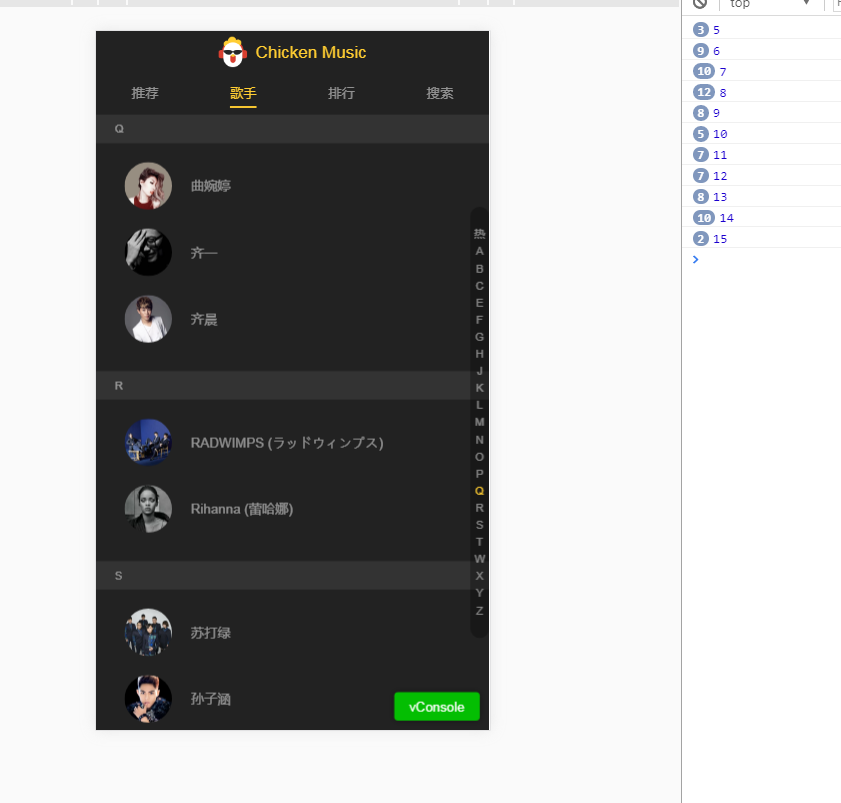 top
Chicken Music
推荐 歌手 排行 搜索
Q
曲婉婷
齐一
齐晨
R
RADWIMPS (ラッドウィンプス)
Rihanna (蕾哈娜)
S
苏打绿
孙子涵
热
A
B
C
E
F
G
H
J
K
L
M
N
O
P
Q
R
S
T
W
X
Y
Z
vConsole
3 5
9 6
10 7
12 8
8 9
5 10
7 11
7 12
8 13
10 14
2 15